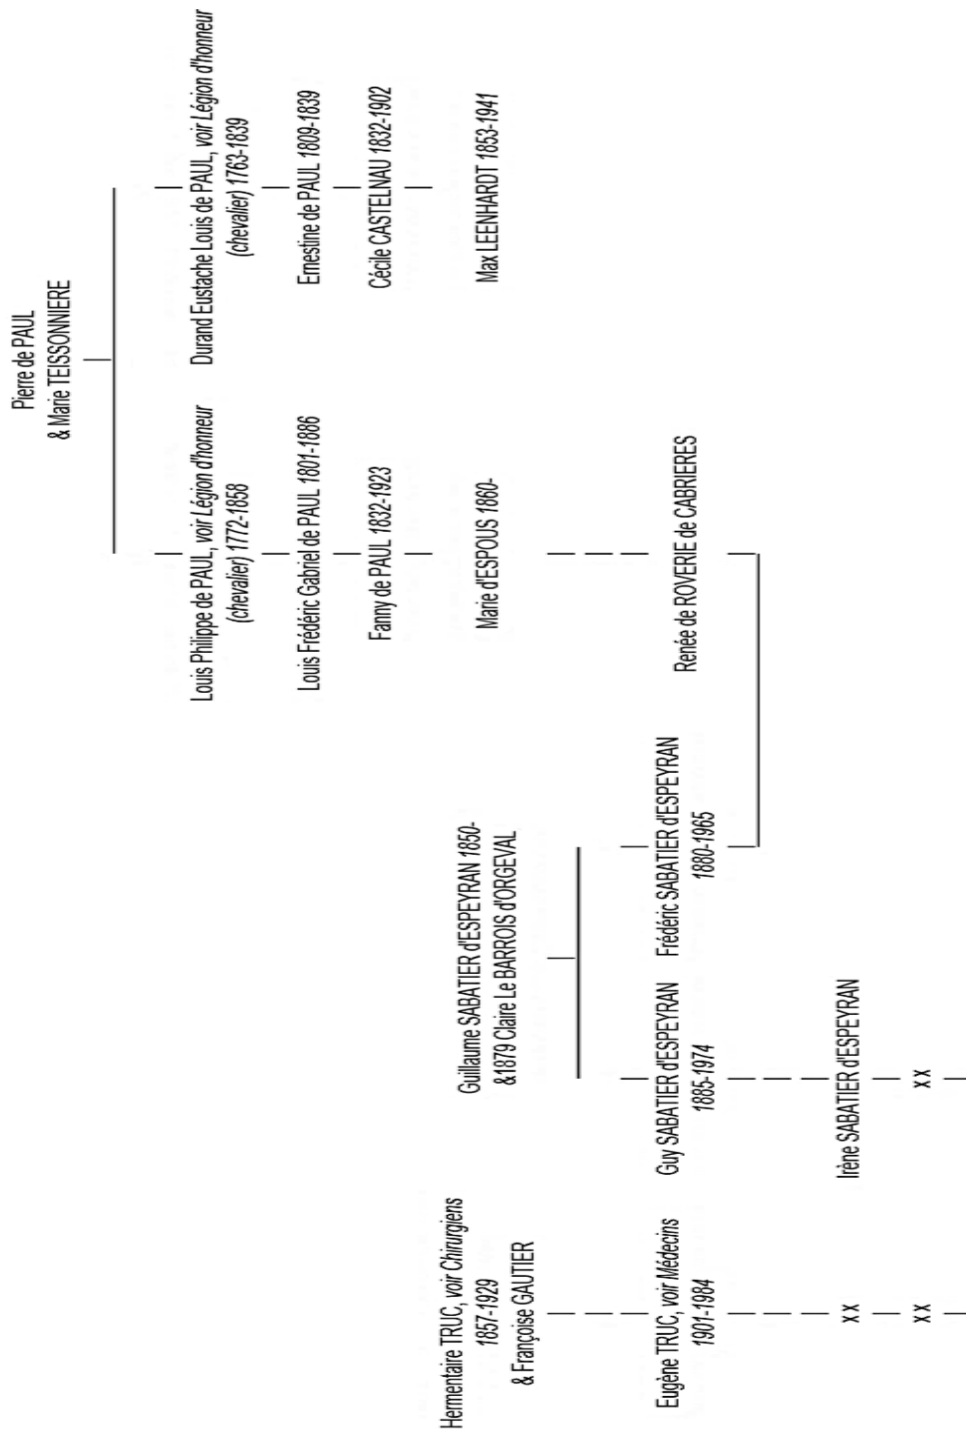 Pierre de PAUL
& Marie TEISSONNIERE
Louis Philippe de PAUL, voir Légion d'honneur
(chevalier) 1772-1858
Durand Eustache Louis de PAUL, voir Légion d'honneur
(chevalier) 1763-1839
Louis Frédéric Gabriel de PAUL 1801-1886
Ernestine de PAUL 1809-1839
Fanny de PAUL 1832-1923
Cécile CASTELNAU 1832-1902
Hermentaire TRUC, voir Chirurgiens
1857-1929
& Françoise GAUTIER
Guillaume SABATIER d'ESPEYRAN 1850-
&1879 Claire Le BARROIS d'ORGEVAL
Marie d'ESPOUS 1860-
Max LEENHARDT 1853-1941
Eugène TRUC, voir Médecins
1901-1984
Guy SABATIER d'ESPEYRAN
1885-1974
Frédéric SABATIER d'ESPEYRAN
1880-1965
Renée de ROVERIE de CABRIERES
x x
Irène SABATIER d'ESPEYRAN
x x
x x